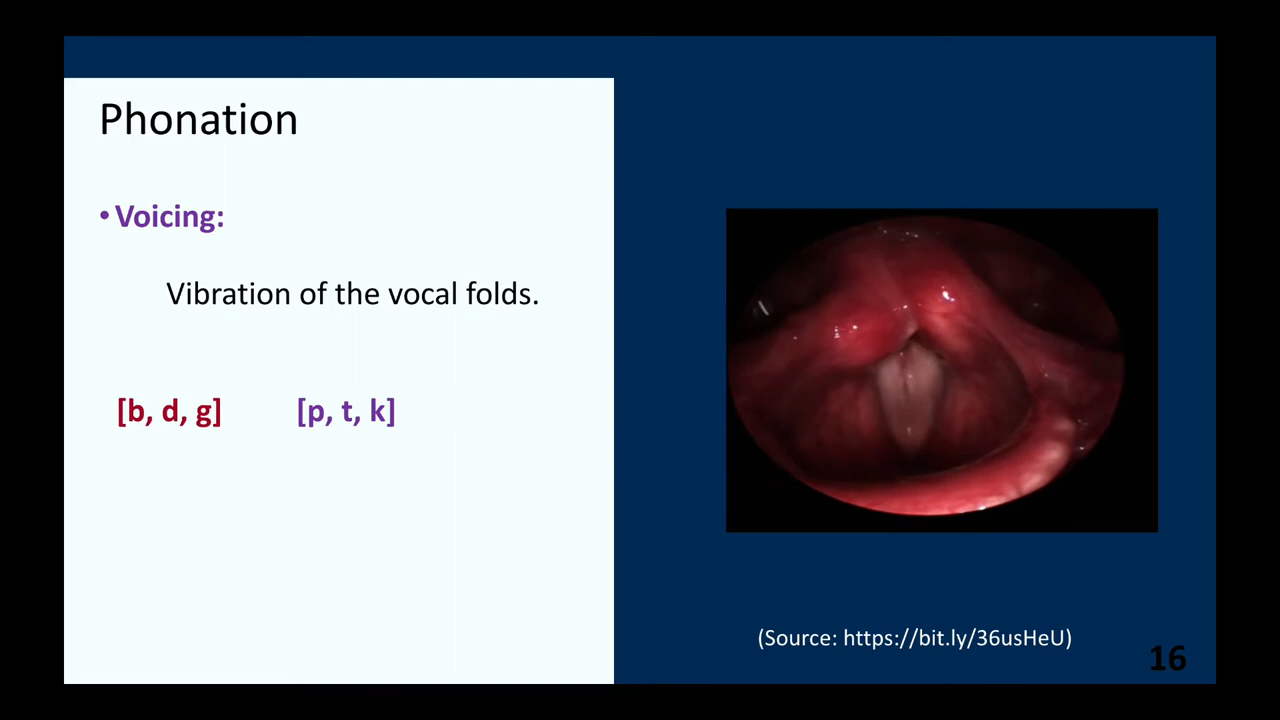 Phonation
• Voicing:
Vibration of the vocal folds.
[b, d, g] [p, t, k]
(Source: https://bit.ly/36usHeU)
16